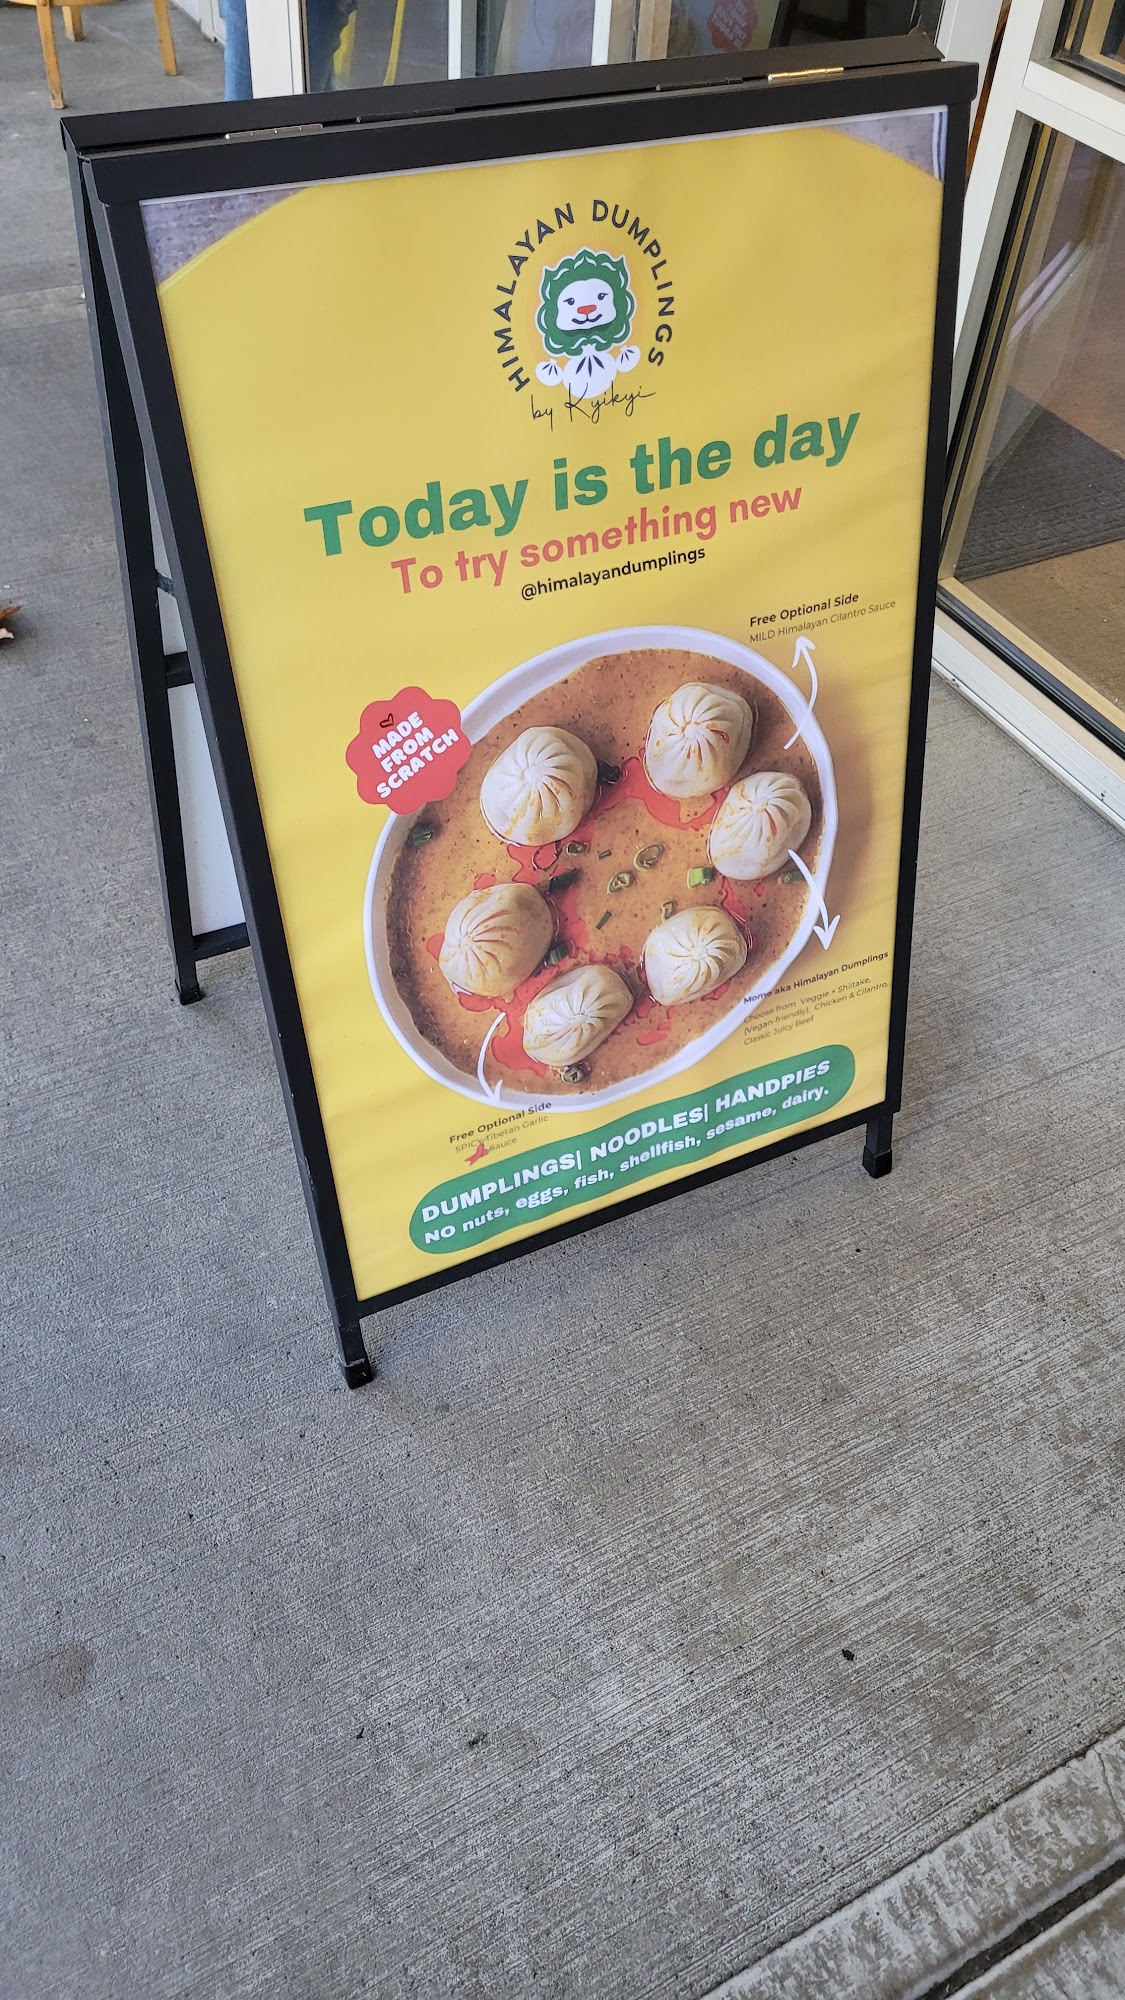 HIMALAYAN DUMPLINGS
by Kyikyi
Today is the day
To try something new
@himalayandumplings
Free Optional Side
MILD Himalayan Cilantro Sauce
MADE
FROM
SCRATCH
Momo aka Himalayan Dumplings
Choose from Veggie + Shiitake,
(Vegan-friendly), Chicken & Cilantro,
Classic Juicy Beef
Free Optional Side
SPICY Tibetan Garlic
Sauce
DUMPLINGS| NOODLES| HANDPIES
NO nuts, eggs, fish, shellfish, sesame, dairy.